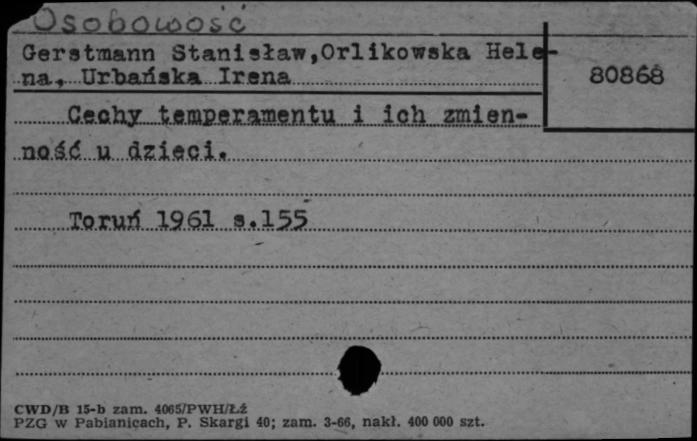 Osobowość
Gerstmann Stanisław,Orlikowska Hele-
na, Urbańska Irena
80868
Cechy temperamentu i ich zmien-
ność u dzieci.
Toruń 1961 s.155
CWD/B 15-b zam. 4065/PWH/Łź
PZG w Pabianicach, P. Skargi 40; zam. 3-66, nakł. 400 000 szt.